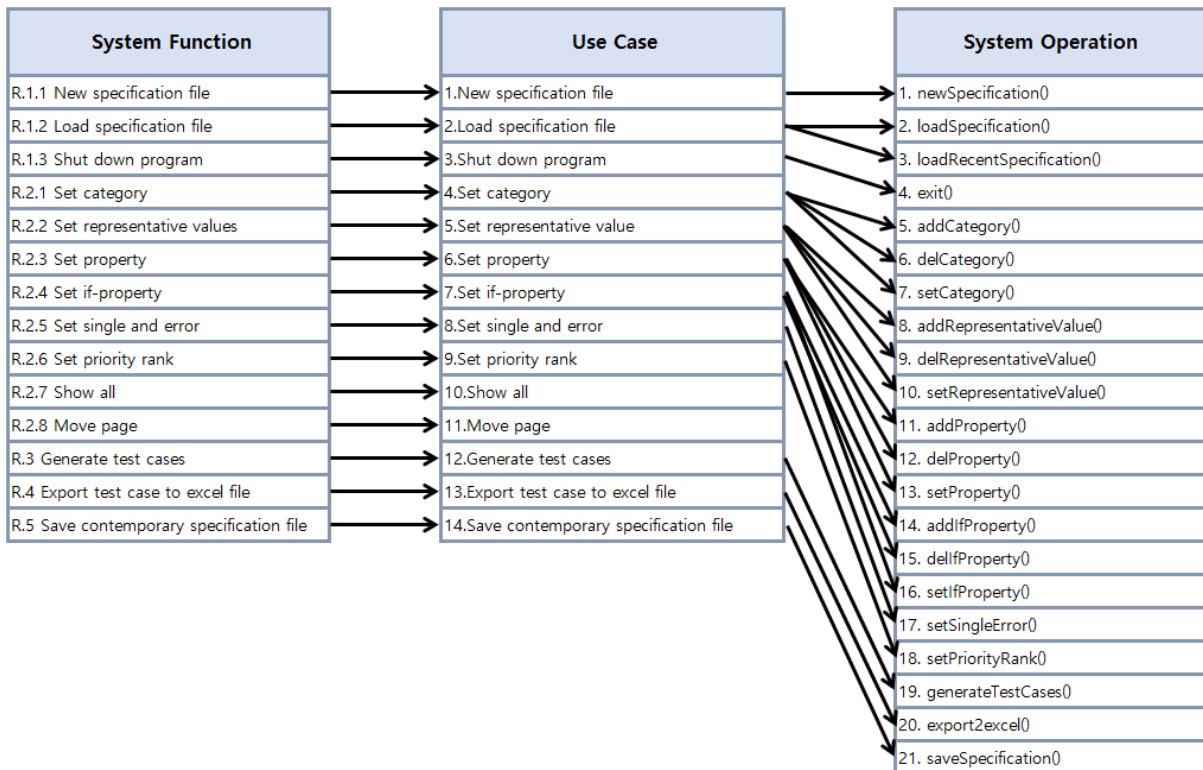 System Function
Use Case
System Operation
R.1.1 New specification file
1.New specification file
1. newSpecification()
R.1.2 Load specification file
2.Load specification file
2. loadSpecification()
R.1.3 Shut down program
3.Shut down program
3. loadRecentSpecification()
R.2.1 Set category
4.Set category
4. exit()
R.2.2 Set representative values
5.Set representative value
5. addCategory()
R.2.3 Set property
6.Set property
6. delCategory()
R.2.4 Set if-property
7.Set if-property
7. setCategory()
R.2.5 Set single and error
8.Set single and error
8. addRepresentativeValue()
R.2.6 Set priority rank
9.Set priority rank
9. delRepresentativeValue()
R.2.7 Show all
10.Show all
10. setRepresentativeValue()
R.2.8 Move page
11.Move page
11. addProperty()
R.3 Generate test cases
12.Generate test cases
12. delProperty()
R.4 Export test case to excel file
13.Export test case to excel file
13. setProperty()
R.5 Save contemporary specification file
14.Save contemporary specification file
14. addIfProperty()
15. delIfProperty()
16. setIfProperty()
17. setSingleError()
18. setPriorityRank()
19. generateTestCases()
20. export2excel()
21. saveSpecification()